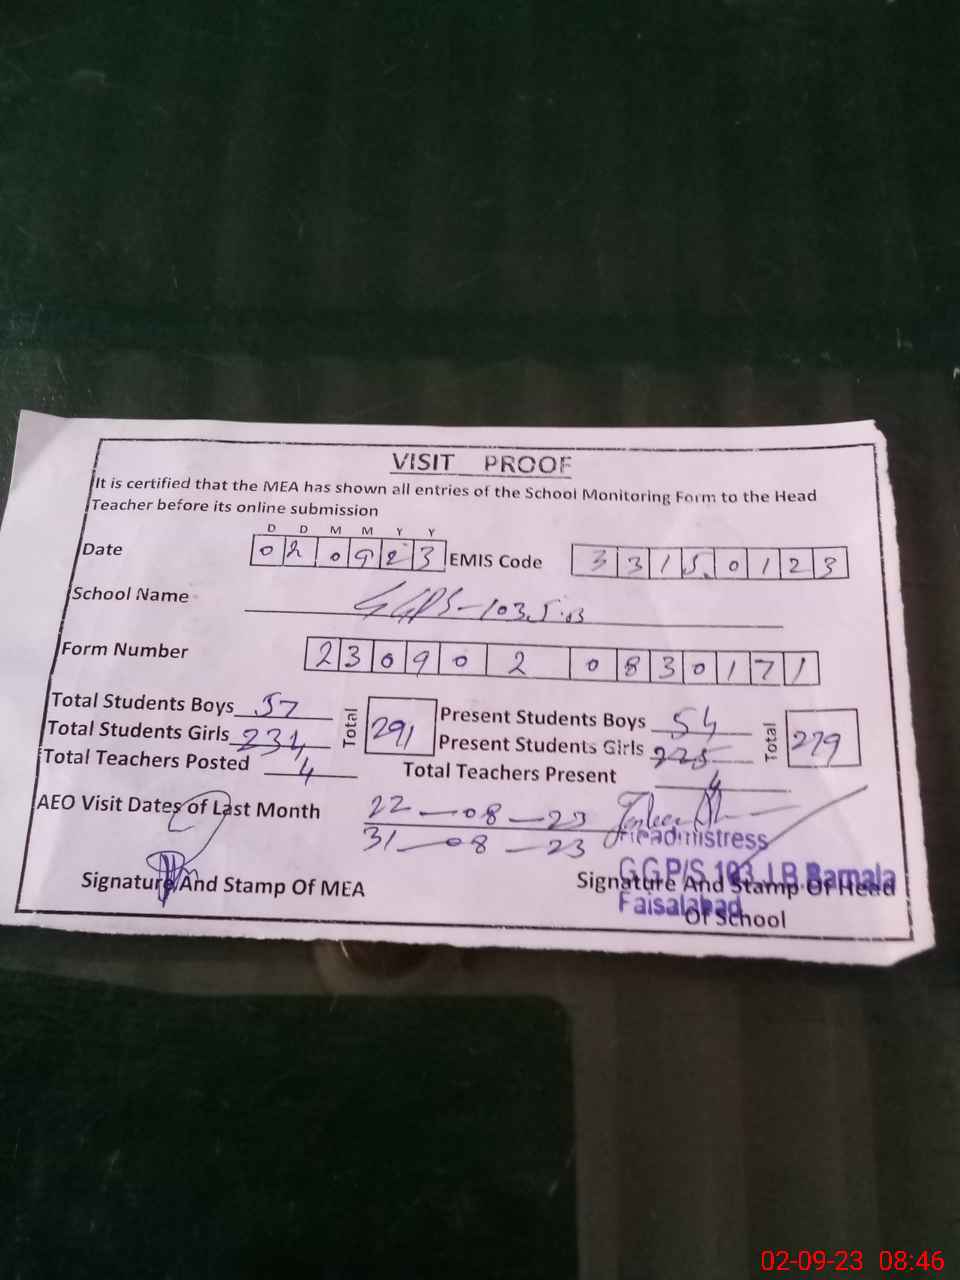 VISIT PROOF
It is certified that the MEA has shown all entries of the School Monitoring Form to the Head
Teacher before its online submission
D D M M Y Y
Date 0 2 0 9 2 3 EMIS Code 3 3 1 5 0 1 2 3
School Name GGPS-103 J.B
Form Number 2 3 0 9 0 2 0 8 3 0 1 7 1
Total Students Boys 57 Total 291 Present Students Boys 54 Total 279
Total Students Girls 234 Present Students Girls 225
Total Teachers Posted 4 Total Teachers Present 4
AEO Visit Dates of Last Month 22-08-23
31-08-23
Headmistress
G.G.P/S 103 J.B Bamala
Faisalabad
Signature And Stamp Of MEA Signature And Stamp Of Head
Of School
02-09-23 08:46